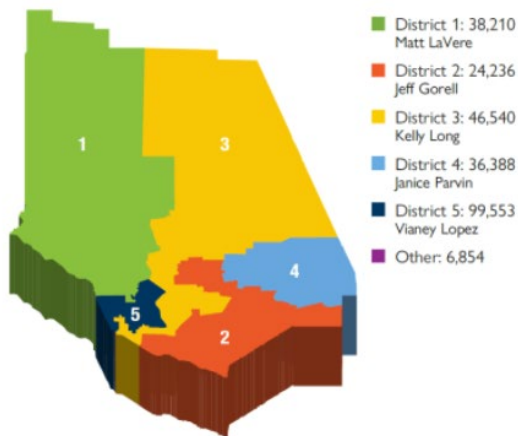 District 1: 38,210
Matt LaVere
District 2: 24,236
Jeff Gorell
District 3: 46,540
Kelly Long
District 4: 36,388
Janice Parvin
District 5: 99,553
Vianey Lopez
Other: 6,854
1
3
4
5
2